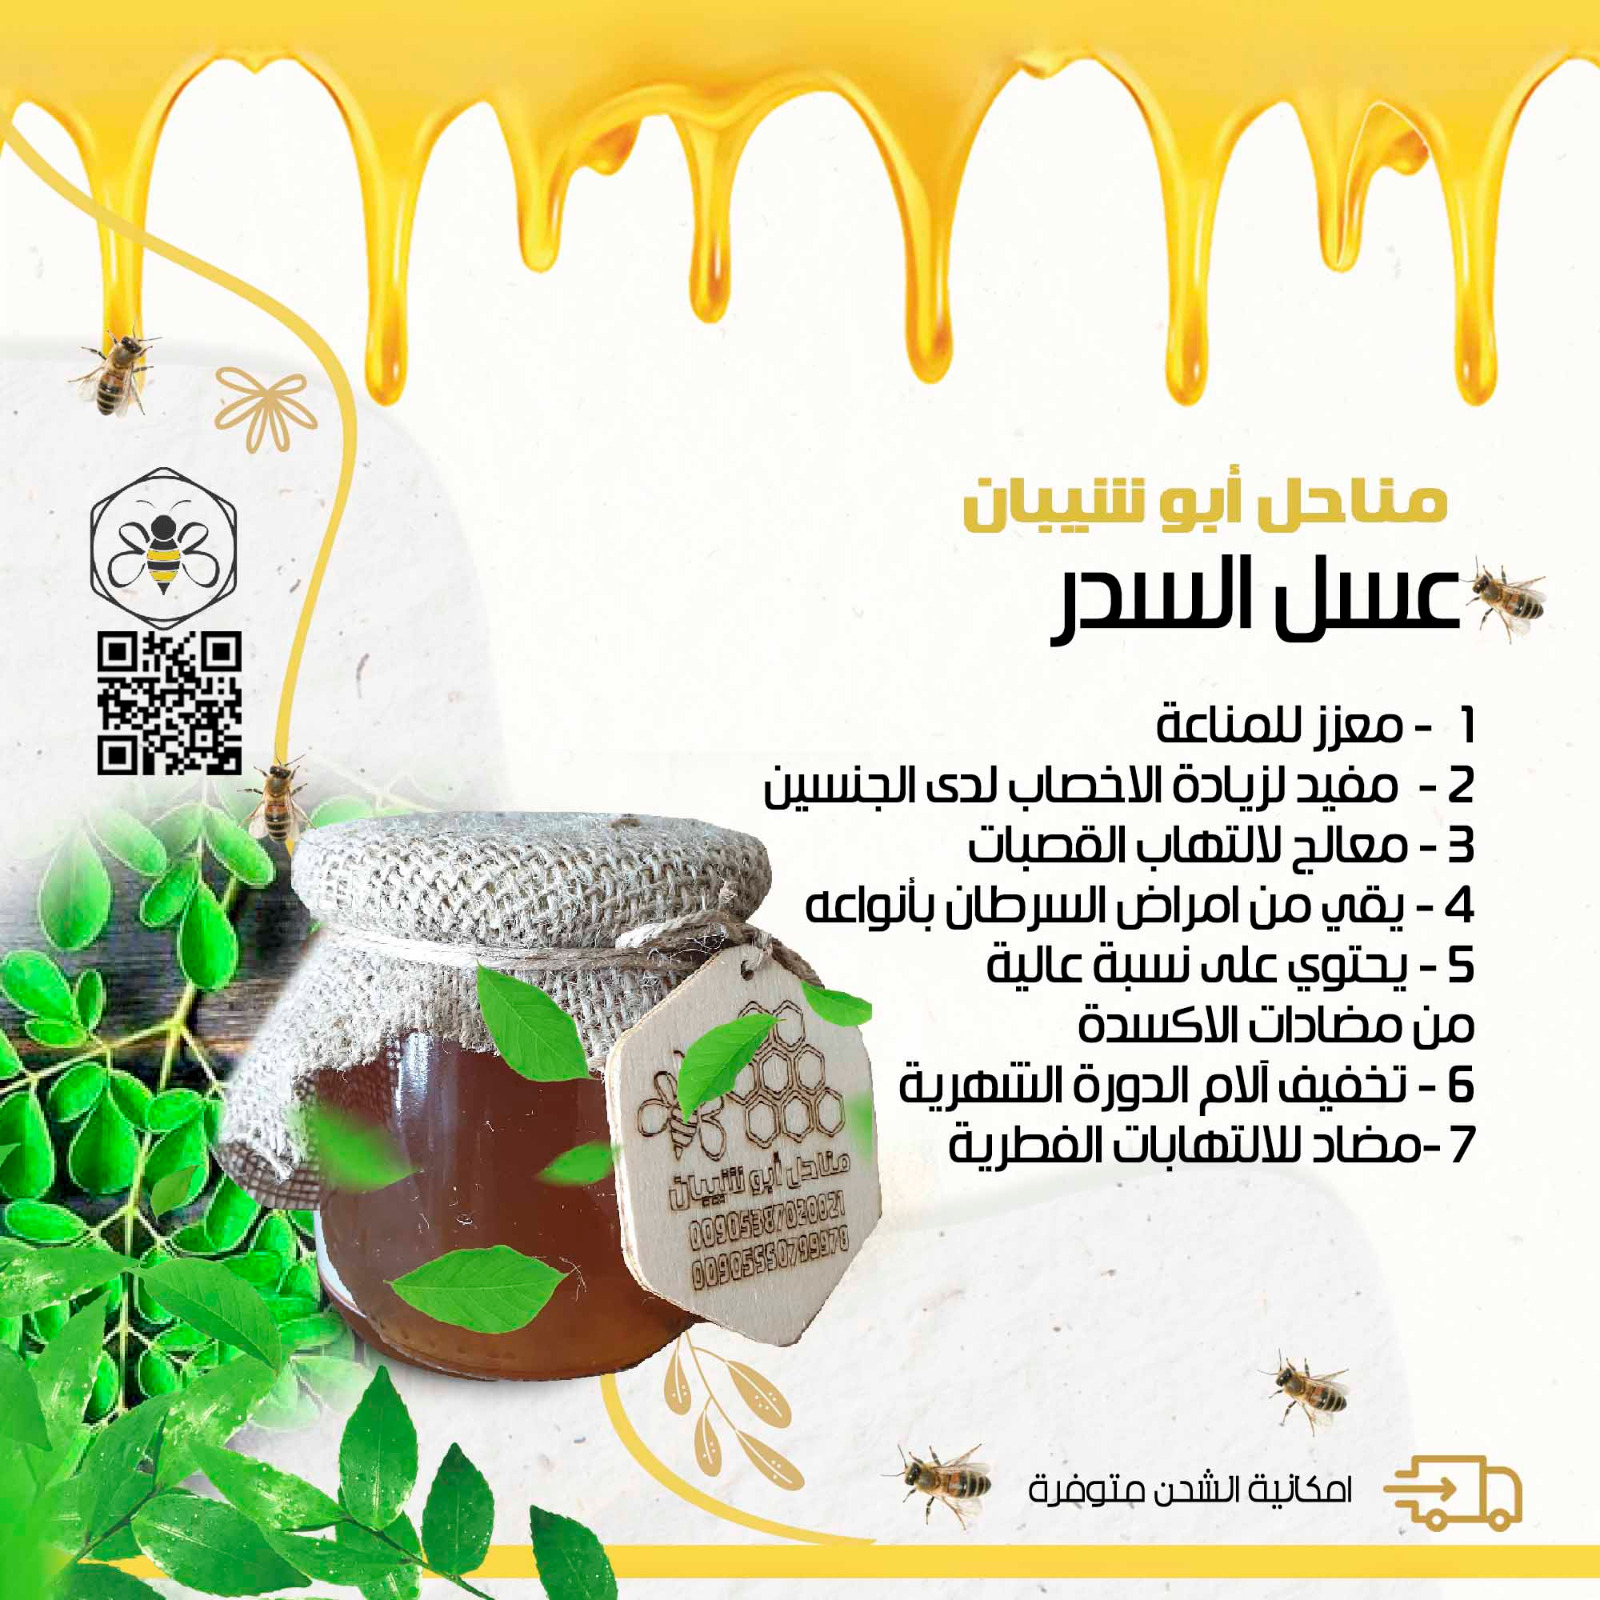 مناحل أبو شيبان
عسل السدر
1 - معزز للمناعة
2 - مفيد لزيادة الاخصاب لدى الجنسين
3 - معالج لالتهاب القصبات
4 - يقي من امراض السرطان بأنواعه
5 - يحتوي على نسبة عالية
من مضادات الاكسدة
6 - تخفيف آلام الدورة الشهرية
7 -مضاد للالتهابات الفطرية
مناحل أبو شيبان
00905387020021
00905550799978
امكانية الشحن متوفرة